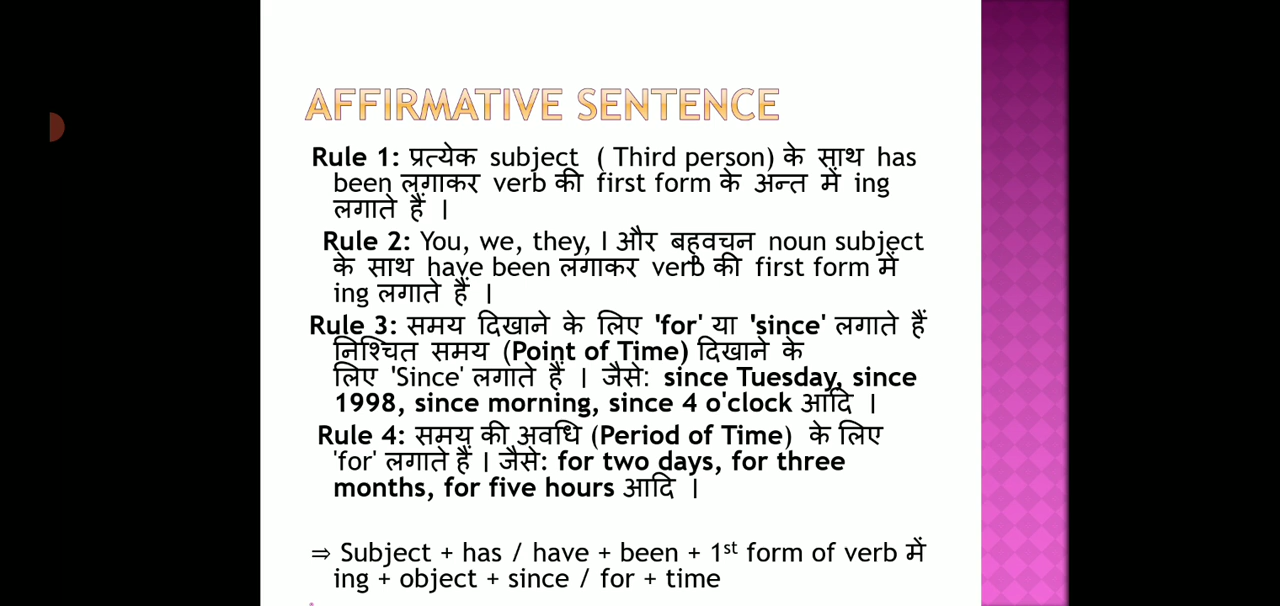 AFFIRMATIVE SENTENCE
Rule 1: प्रत्येक subject ( Third person) के साथ has
been लगाकर verb की first form के अन्त में ing
लगाते हैं ।
Rule 2: You, we, they, I और बहुवचन noun subject
के साथ have been लगाकर verb की first form में
ing लगाते हैं ।
Rule 3: समय दिखाने के लिए 'for' या 'since' लगाते हैं
निश्चित समय (Point of Time) दिखाने के
लिए 'Since' लगाते हैं । जैसे: since Tuesday, since
1998, since morning, since 4 o'clock आदि ।
Rule 4: समय की अवधि (Period of Time) के लिए
'for' लगाते हैं । जैसे: for two days, for three
months, for five hours आदि ।
⇒ Subject + has / have + been + 1st form of verb में
ing + object + since / for + time